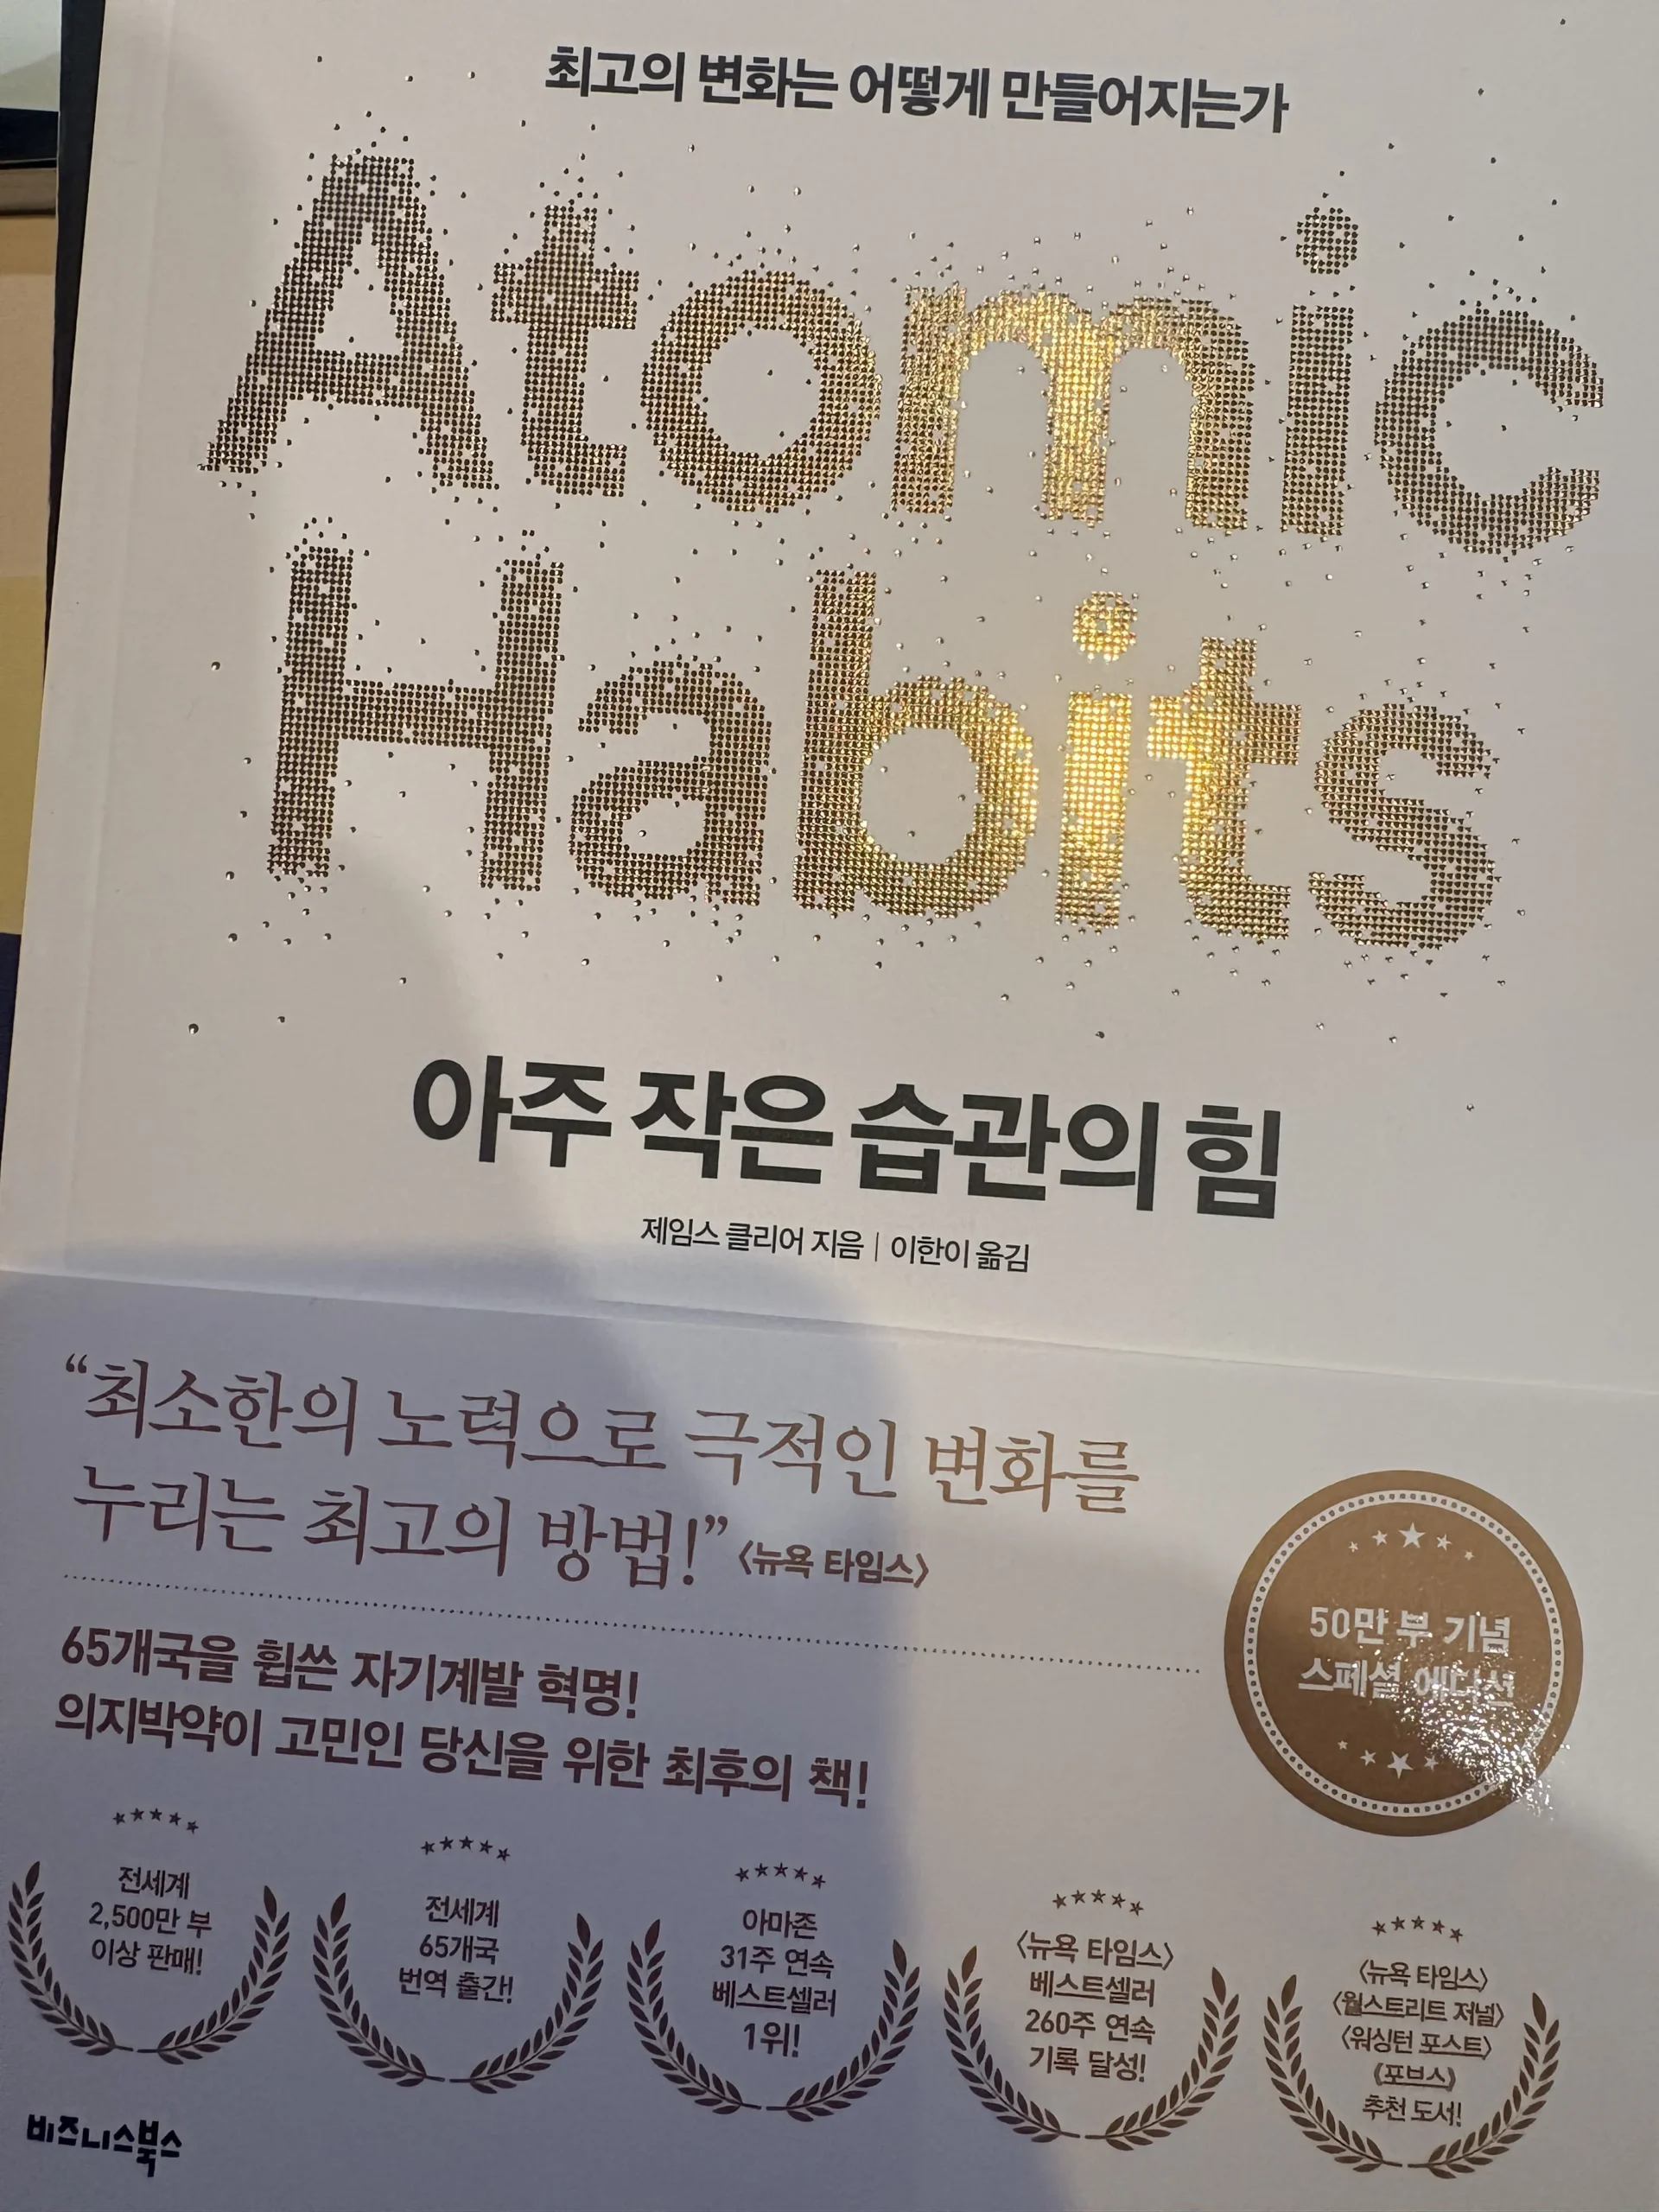 최고의 변화는 어떻게 만들어지는가
Atomic
Habits
아주 작은 습관의 힘
제임스 클리어 지음 | 이한이 옮김
“최소한의 노력으로 극적인 변화를
누리는 최고의 방법!” 〈뉴욕 타임스〉
65개국을 휩쓴 자기계발 혁명!
의지박약이 고민인 당신을 위한 최후의 책!
50만 부 기념
스페셜 에디션
전세계
2,500만 부
이상 판매!
전세계
65개국
번역 출간!
아마존
31주 연속
베스트셀러
1위!
〈뉴욕 타임스〉
베스트셀러
260주 연속
기록 달성!
〈뉴욕 타임스〉
〈월스트리트 저널〉
〈워싱턴 포스트〉
〈포브스〉
추천 도서!
비즈니스북스